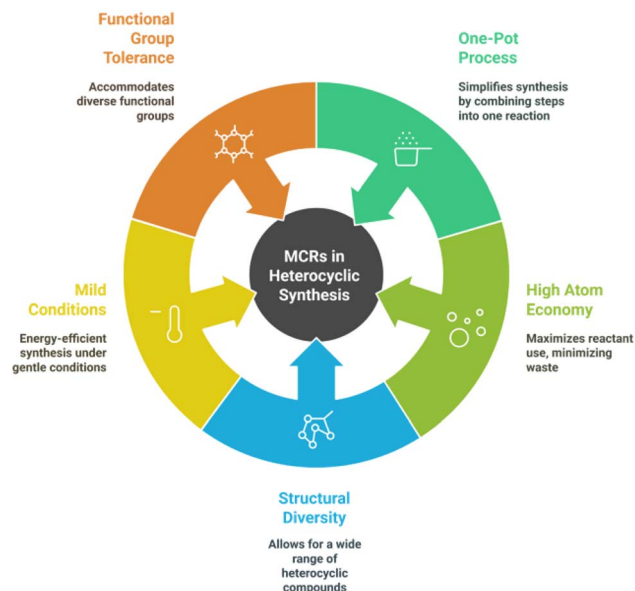 Functional
Group
Tolerance
Accommodates
diverse functional
groups
One-Pot
Process
Simplifies synthesis
by combining steps
into one reaction
MCRs in
Heterocyclic
Synthesis
Mild
Conditions
Energy-efficient
synthesis under
gentle conditions
High Atom
Economy
Maximizes reactant
use, minimizing
waste
Structural
Diversity
Allows for a wide
range of
heterocyclic
compounds